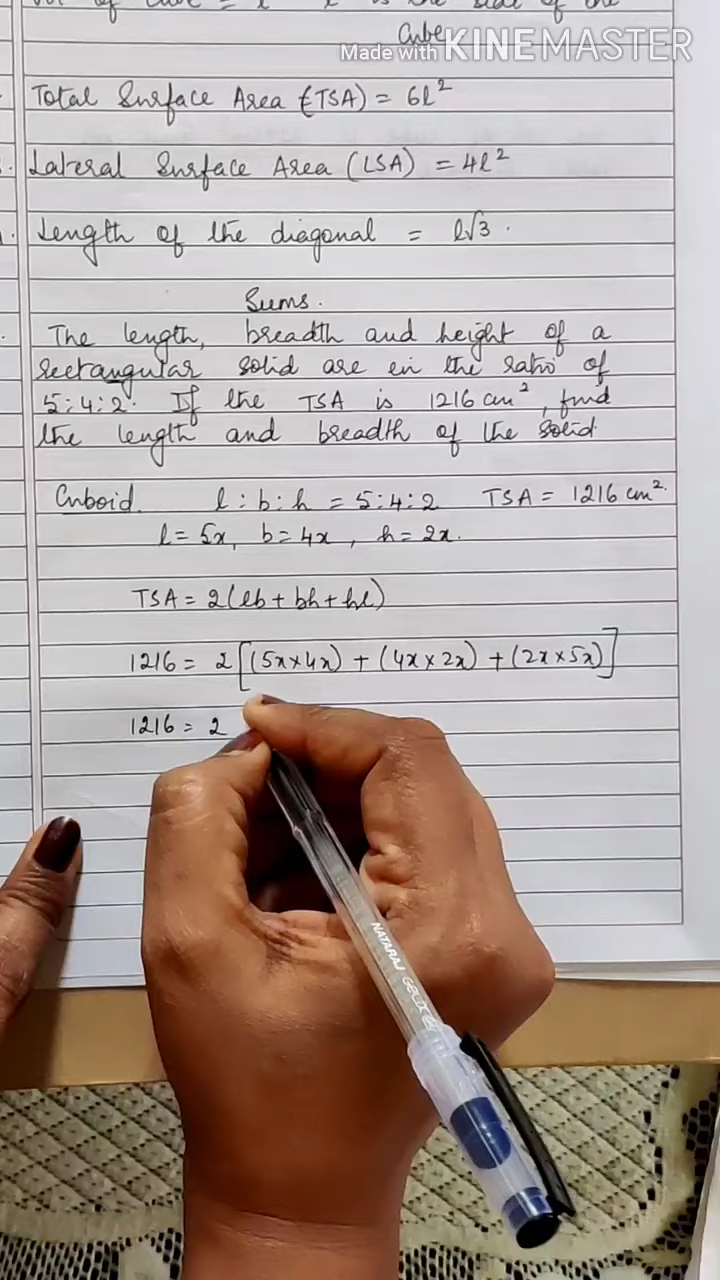 Cube
Made with KINEMASTER
Total Surface Area (TSA) = 6l²
Lateral Surface Area (LSA) = 4l²
Length of the diagonal = l√3.
Sums.
The length, breadth and height of a
rectangular solid are in the ratio of
5:4:2. If the TSA is 1216 cm², find
the length and breadth of the solid
Cuboid. l : b : h = 5:4:2 TSA = 1216 cm².
l = 5x, b = 4x, h = 2x.
TSA = 2(lb + bh + hl)
1216 = 2[(5x×4x) + (4x×2x) + (2x×5x)]
1216 = 2
NATARAJ GELIX